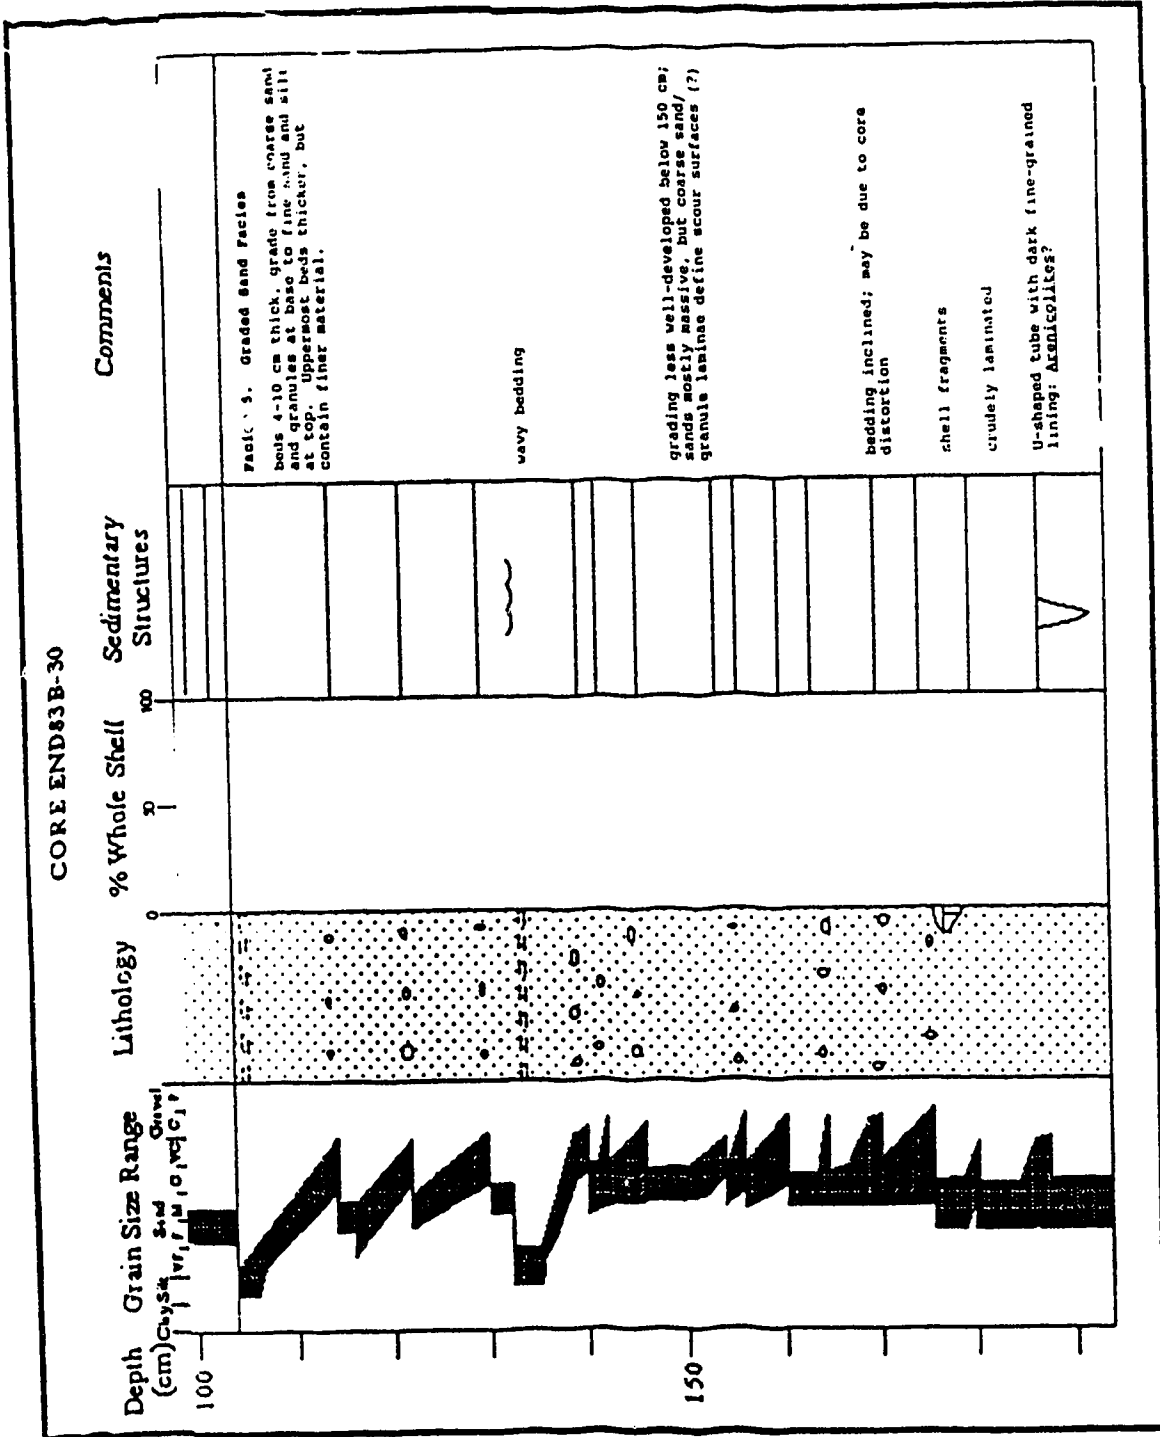 CORE END83B-30
Depth
(cm)
Grain Size Range
Clay Silt Sand Gravel
VF F M C VC G P
Lithology
% Whole Shell
0 50 100
Sedimentary
Structures
Comments
100
150
5. Graded Sand Facies
beds 4-10 cm thick, grade from coarse sand
and granules at base to fine sand and silt
at top. Uppermost beds thicker, but
contain finer material.
wavy bedding
grading less well-developed below 150 cm;
sands mostly massive, but coarse sand/
granule laminae define scour surfaces (?)
bedding inclined; may be due to core
distortion
shell fragments
crudely laminated
U-shaped tube with dark fine-grained
lining: Arenicolites?